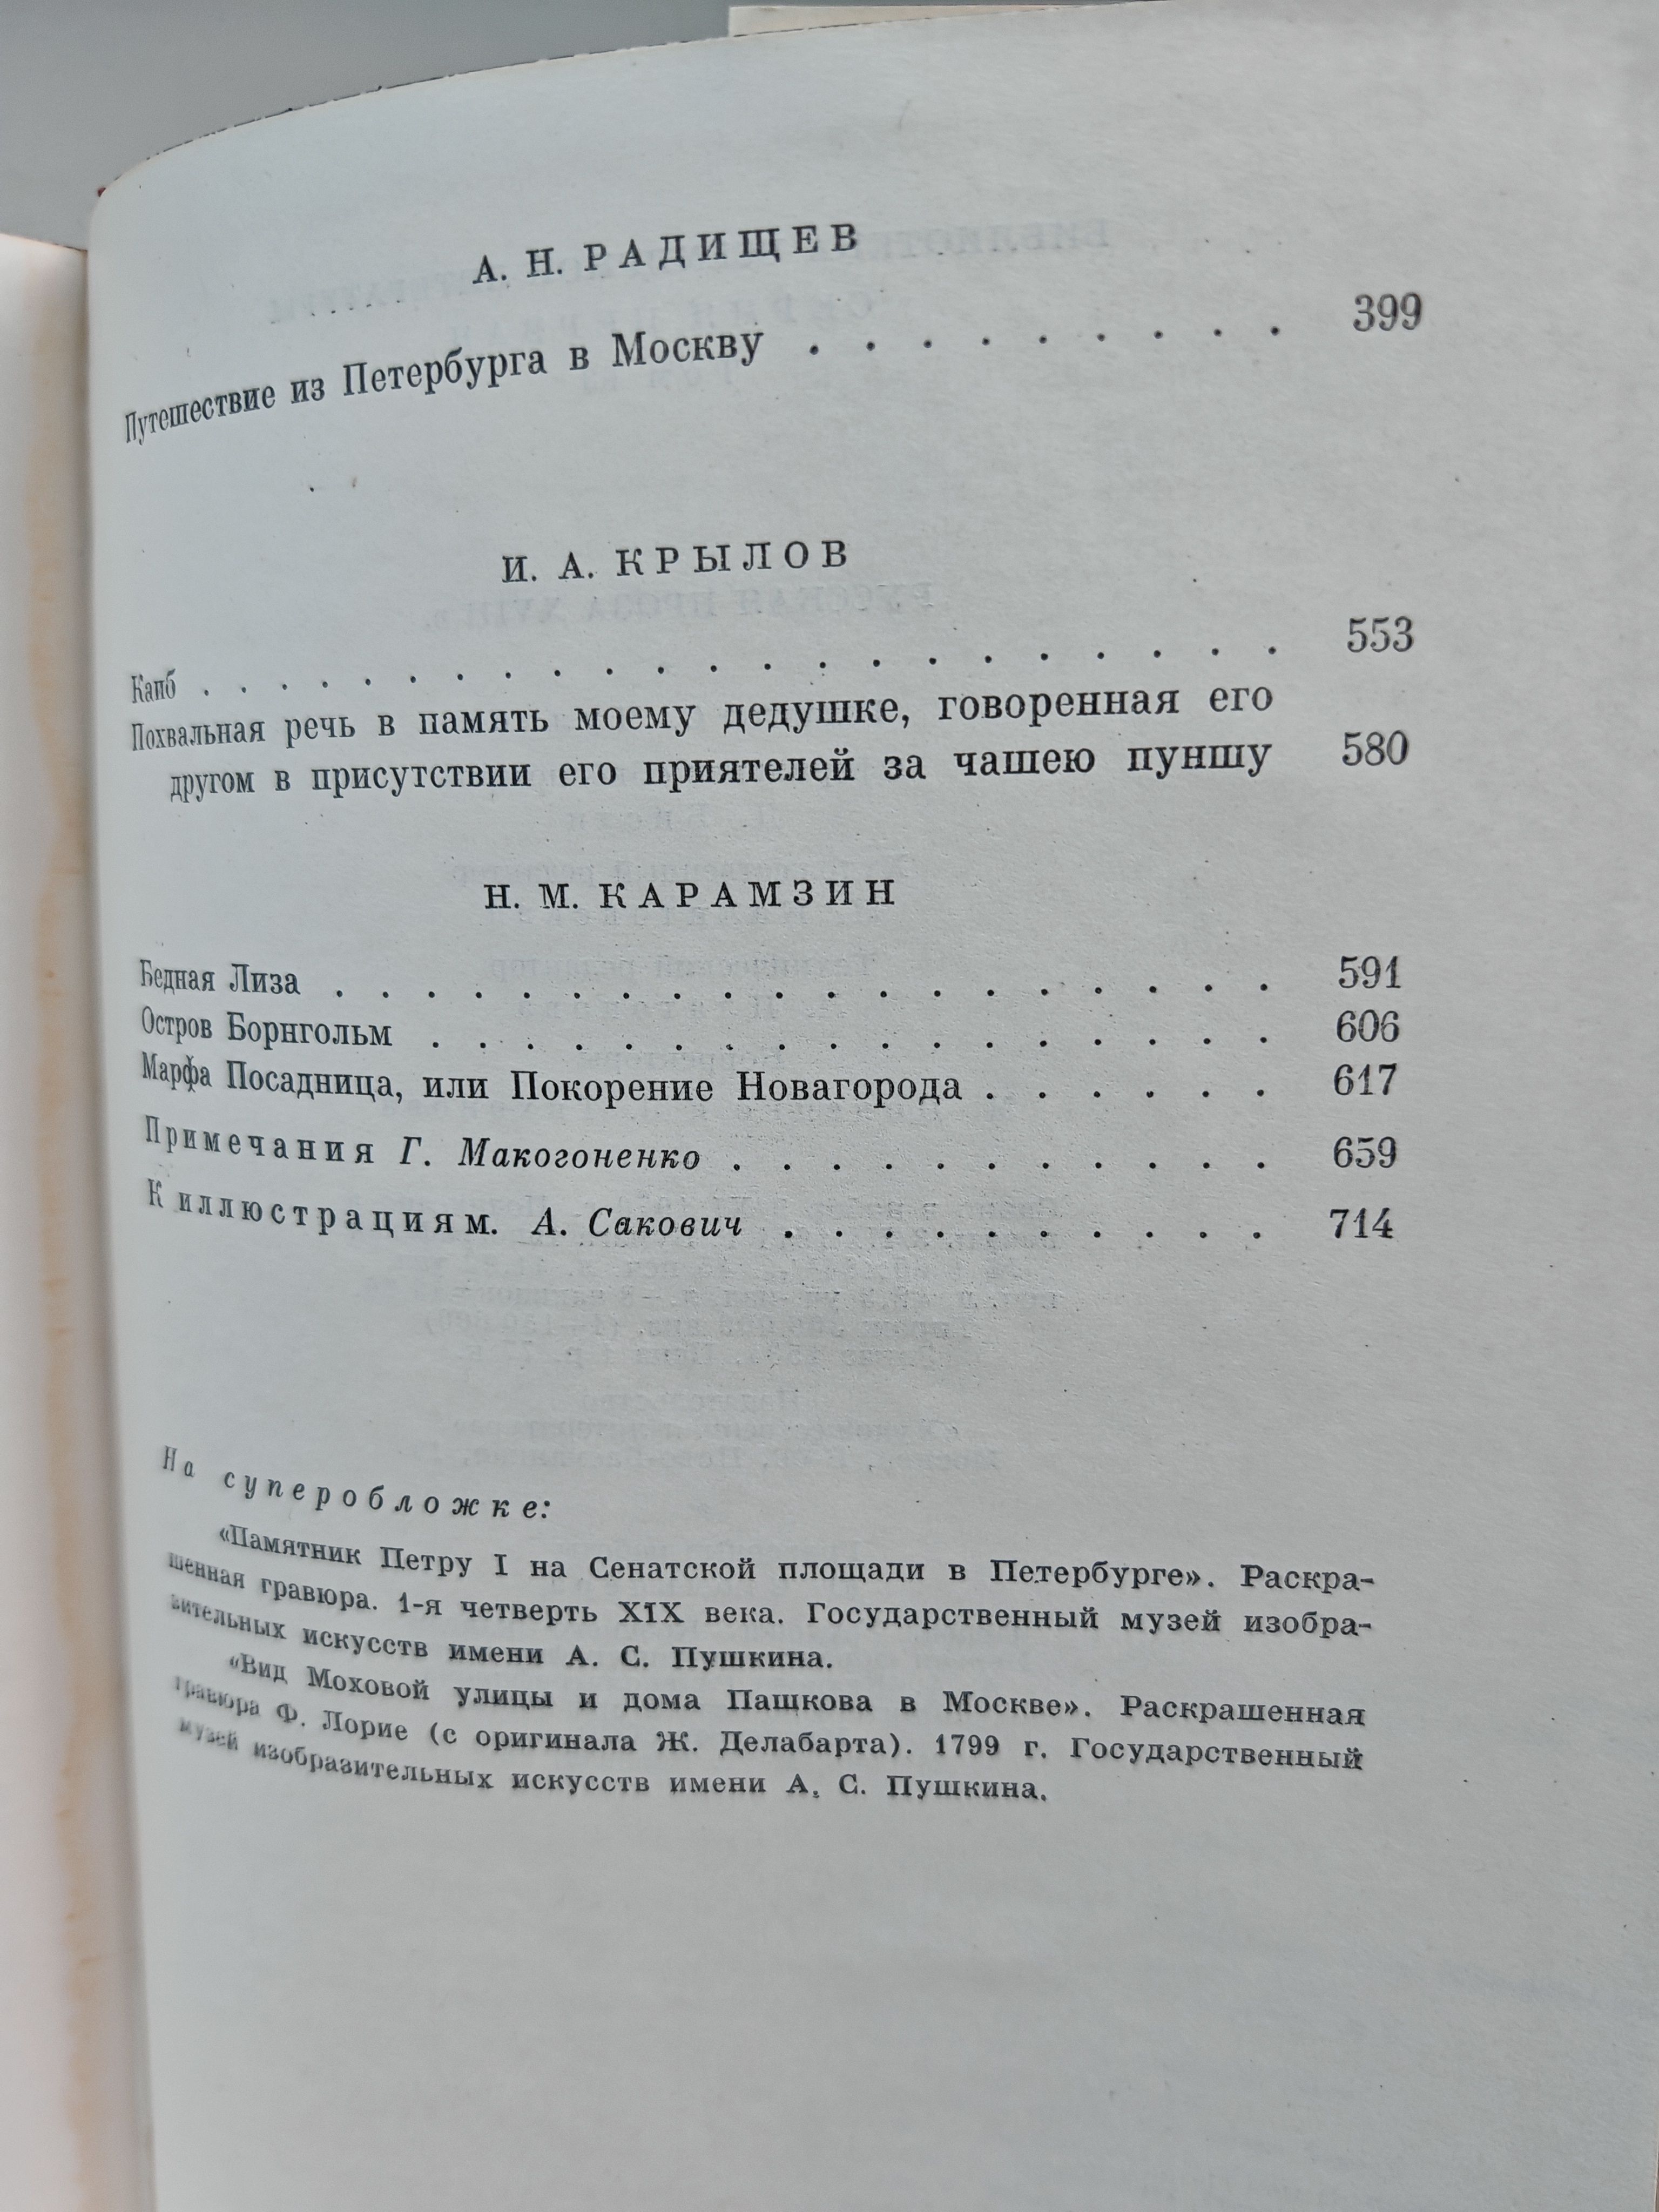 А. Н. РАДИЩЕВ
Путешествие из Петербурга в Москву . . . . . . . . . 399
И. А. КРЫЛОВ
Каиб . . . . . . . . . . . . . . . . . . 553
Похвальная речь в память моему дедушке, говоренная его
другом в присутствии его приятелей за чашею пуншу 580
Н. М. КАРАМЗИН
Бедная Лиза . . . . . . . . . . . . . . . . . . 591
Остров Борнгольм . . . . . . . . . . . . . . . . 606
Марфа Посадница, или Покорение Новагорода . . . . . . 617
Примечания Г. Макогоненко . . . . . . . . . . . 659
К иллюстрациям. А. Сакович . . . . . . . . . . 714
На суперобложке:
«Памятник Петру I на Сенатской площади в Петербурге». Раскра-
шенная гравюра. 1-я четверть XIX века. Государственный музей изобра-
зительных искусств имени А. С. Пушкина.
«Вид Моховой улицы и дома Пашкова в Москве». Раскрашенная
гравюра Ф. Лорие (с оригинала Ж. Делабарта). 1799 г. Государственный
музей изобразительных искусств имени А. С. Пушкина.